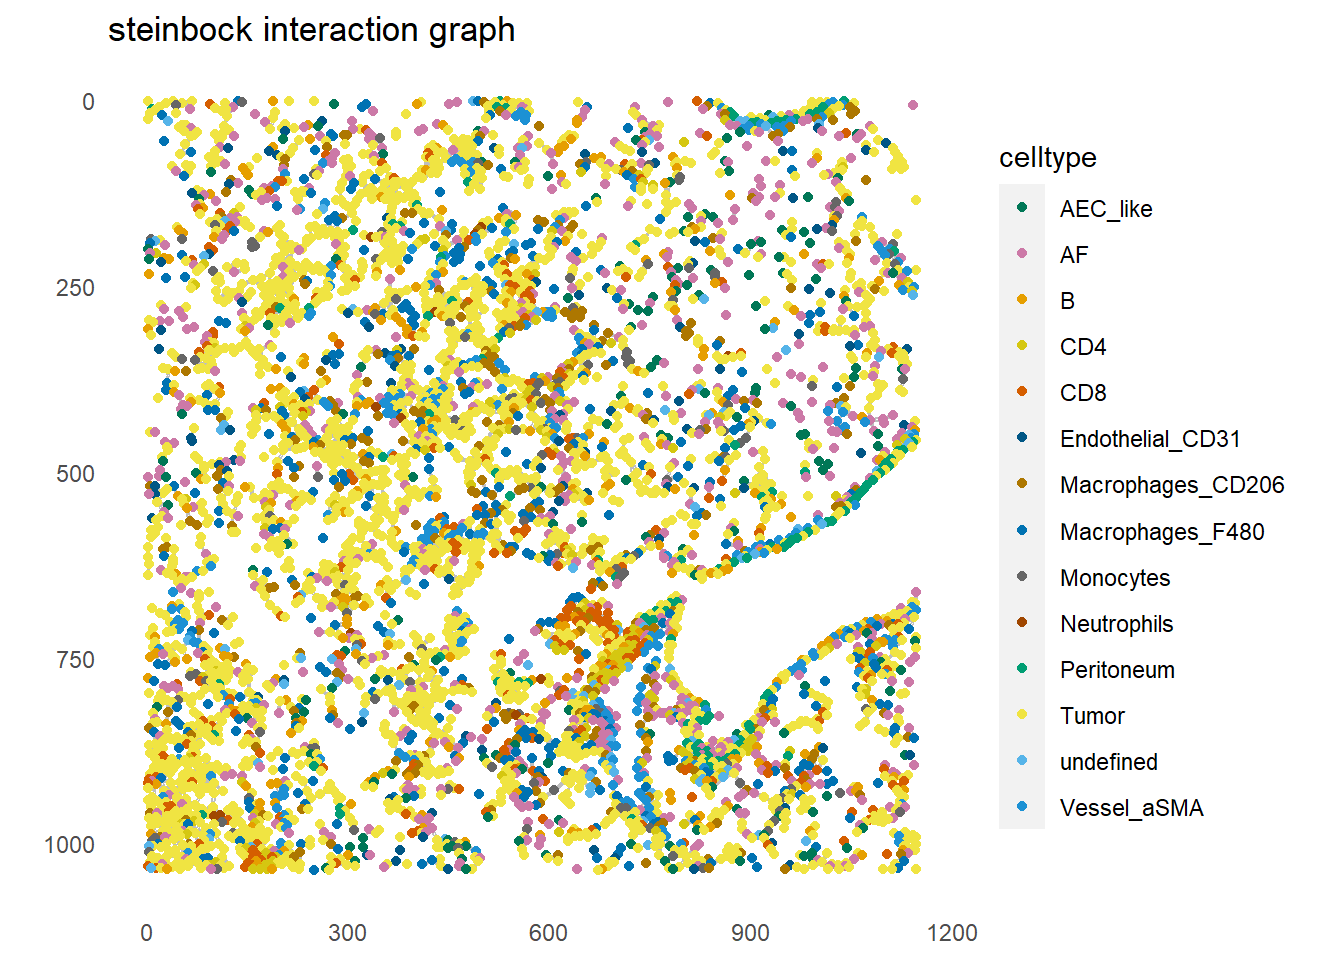 steinbock interaction graph
0
250
500
750
1000
0
300
600
900
1200
celltype
AEC_like
AF
B
CD4
CD8
Endothelial_CD31
Macrophages_CD206
Macrophages_F480
Monocytes
Neutrophils
Peritoneum
Tumor
undefined
Vessel_aSMA